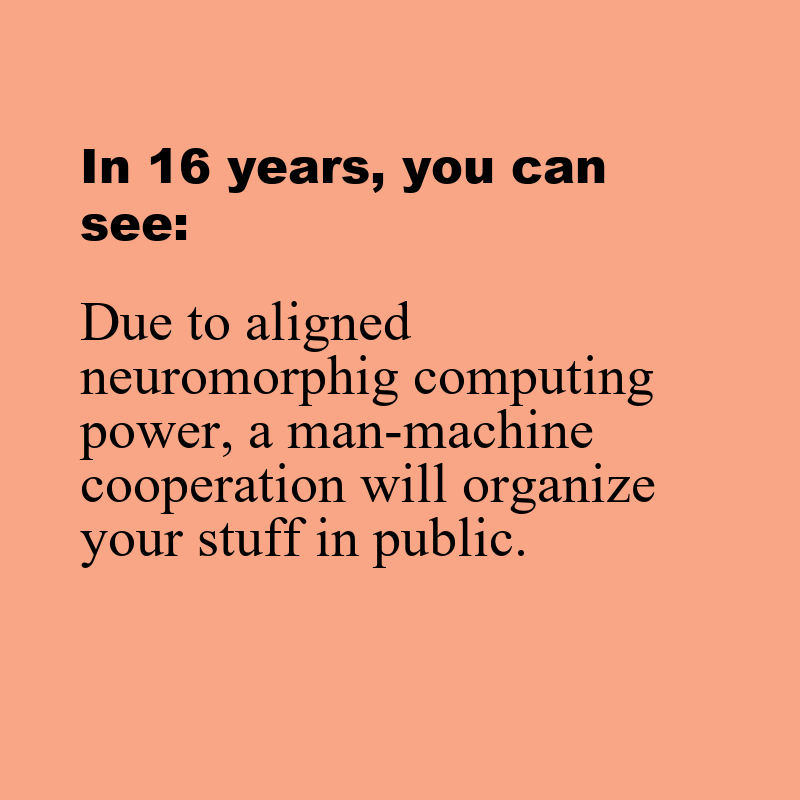 In 16 years, you can
see:
Due to aligned
neuromorphig computing
power, a man-machine
cooperation will organize
your stuff in public.